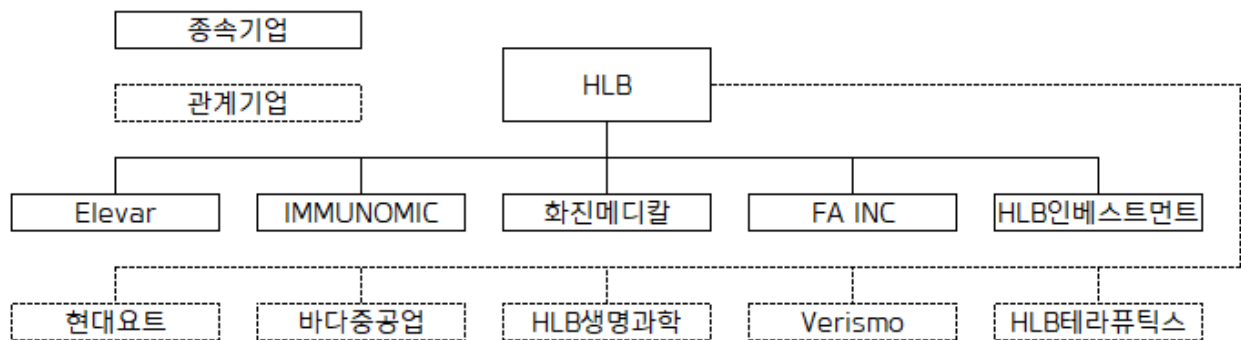 종속기업
HLB
관계기업
Elevar
IMMUNOMIC
화진메디칼
FA INC
HLB인베스트먼트
현대요트
바다중공업
HLB생명과학
Verismo
HLB테라퓨틱스